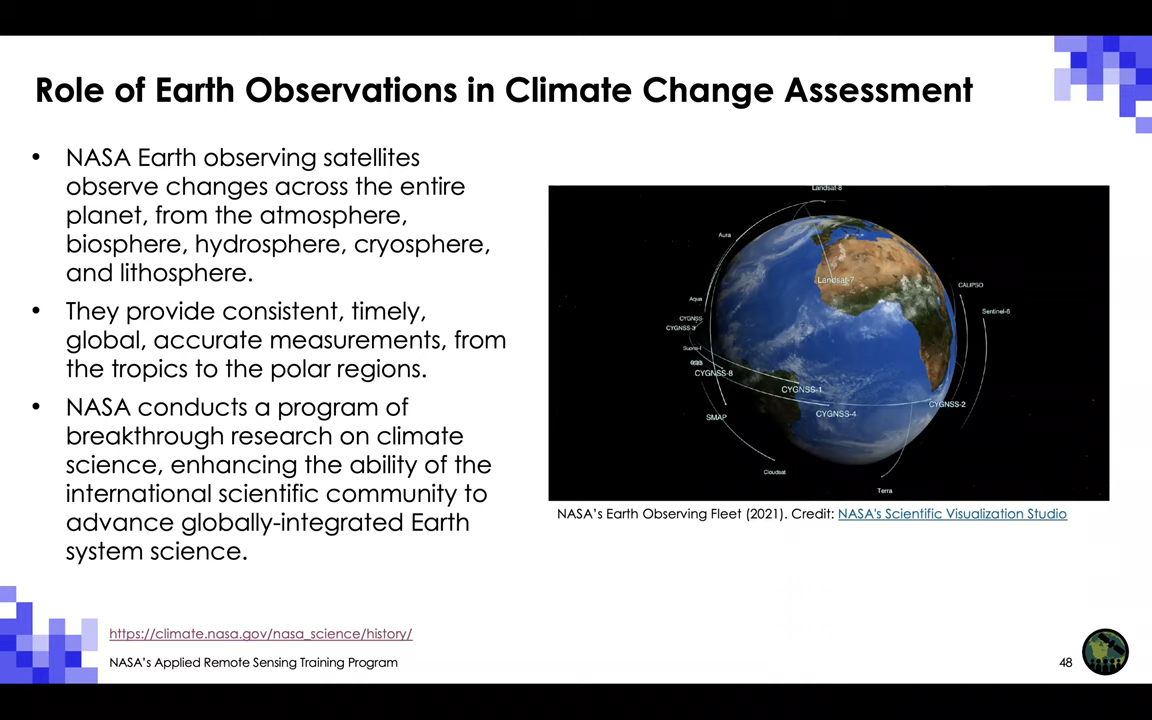 Role of Earth Observations in Climate Change Assessment
• NASA Earth observing satellites
observe changes across the entire
planet, from the atmosphere,
biosphere, hydrosphere, cryosphere,
and lithosphere.
• They provide consistent, timely,
global, accurate measurements, from
the tropics to the polar regions.
• NASA conducts a program of
breakthrough research on climate
science, enhancing the ability of the
international scientific community to
advance globally-integrated Earth
system science.
Landsat-8
Aura
Landsat-7
CALIPSO
Aqua
Sentinel-6
CYGNSS
CYGNSS-3
CYGNSS-8
CYGNSS-1
CYGNSS-2
CYGNSS-4
SMAP
Cloudsat
Terra
NASA's Earth Observing Fleet (2021). Credit: NASA's Scientific Visualization Studio
https://climate.nasa.gov/nasa_science/history/
NASA's Applied Remote Sensing Training Program
48